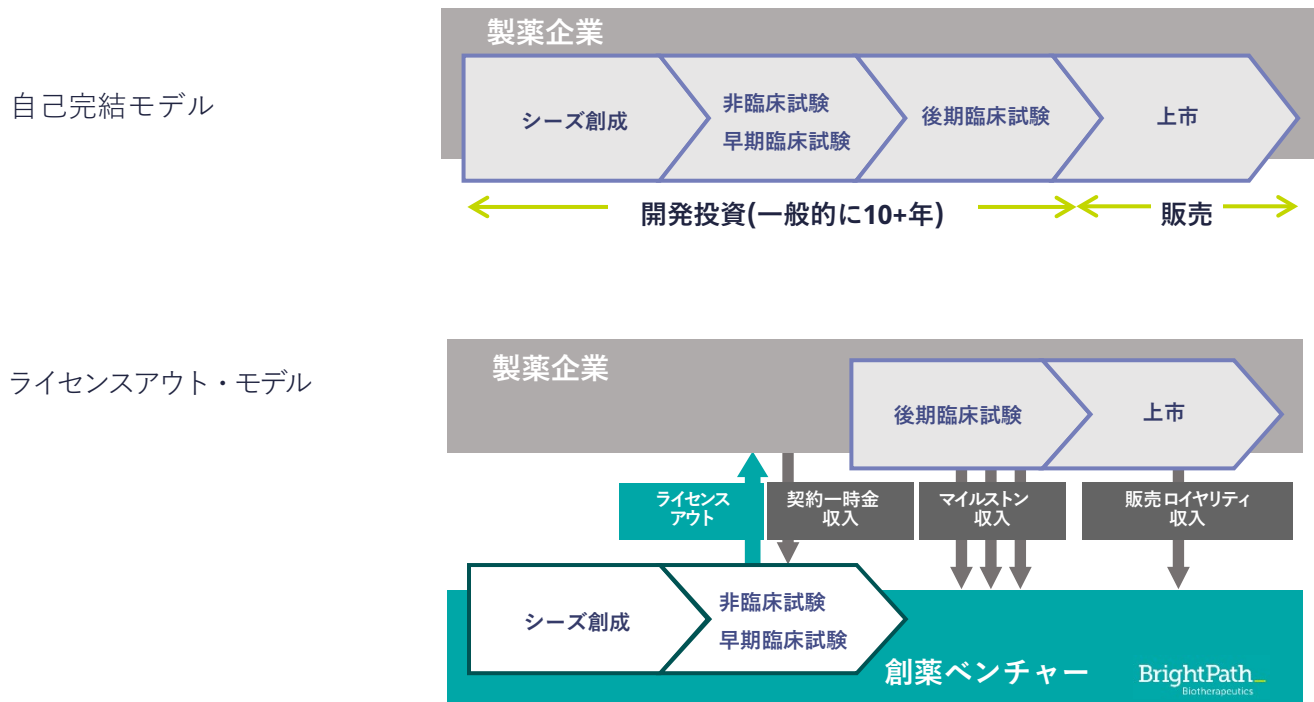 製薬企業
自己完結モデル
シーズ創成
非臨床試験
早期臨床試験
後期臨床試験
上市
開発投資(一般的に10+年)
販売
ライセンスアウト・モデル
製薬企業
後期臨床試験
上市
ライセンス
アウト
契約一時金
収入
マイルストン
収入
販売ロイヤリティ
収入
シーズ創成
非臨床試験
早期臨床試験
創薬ベンチャー
BrightPath_
Biotherapeutics